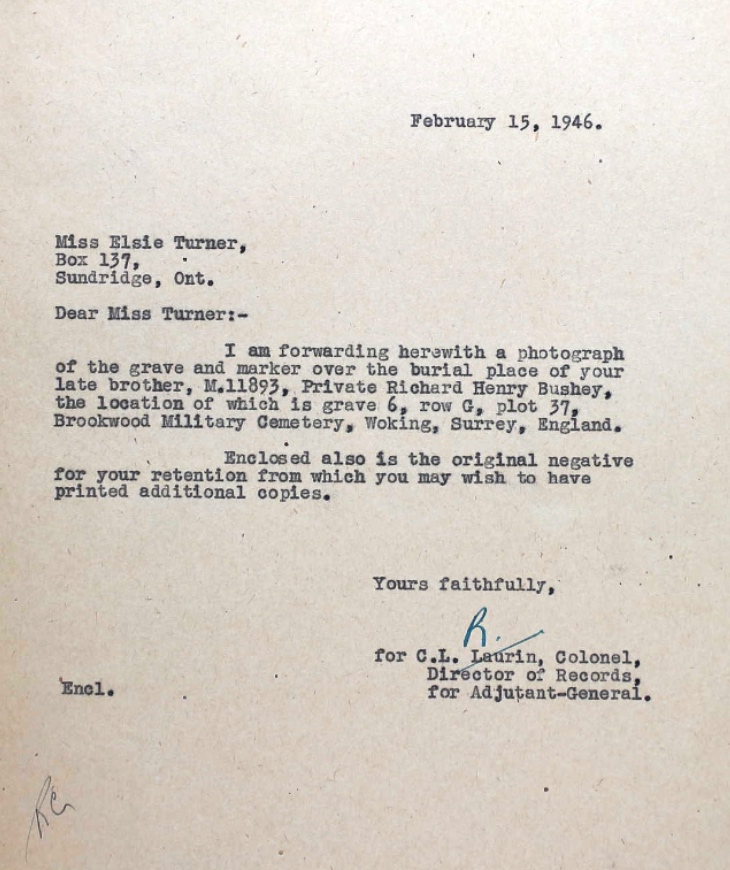 February 15, 1946.
Miss Elsie Turner,
Box 137,
Sundridge, Ont.
Dear Miss Turner:-
I am forwarding herewith a photograph
of the grave and marker over the burial place of your
late brother, M.11893, Private Richard Henry Bushey,
the location of which is grave 6, row G, plot 37,
Brookwood Military Cemetery, Woking, Surrey, England.
Enclosed also is the original negative
for your retention from which you may wish to have
printed additional copies.
Yours faithfully,
R.
for C.L. Laurin, Colonel,
Director of Records,
for Adjutant-General.
Encl.